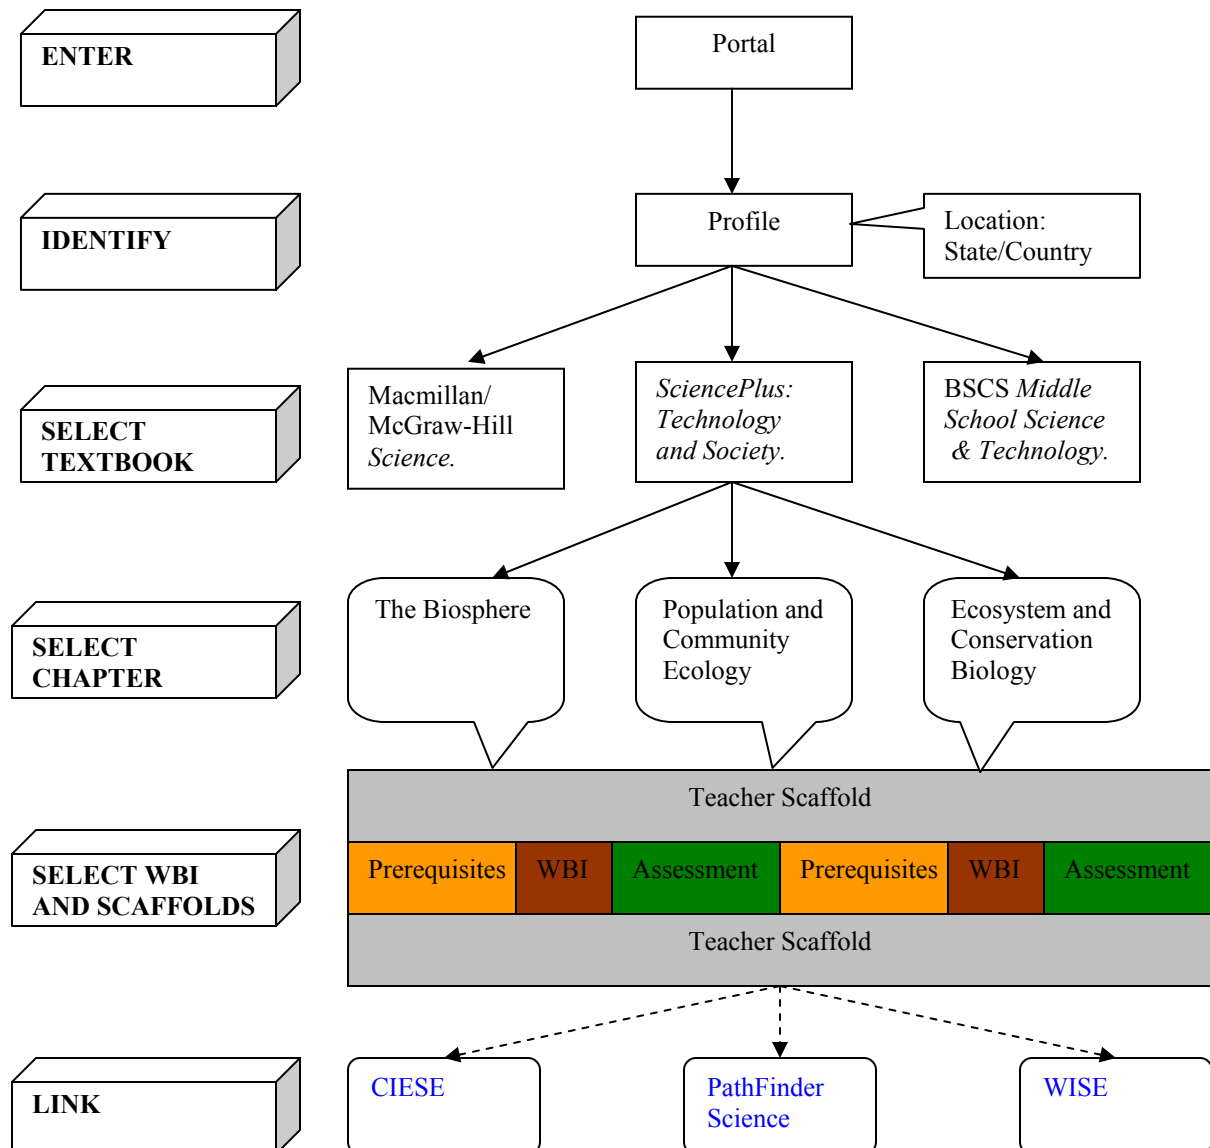 ENTER
Portal
IDENTIFY
Profile
Location:
State/Country
SELECT
TEXTBOOK
Macmillan/
McGraw-Hill
Science.
SciencePlus:
Technology
and Society.
BSCS Middle
School Science
& Technology.
SELECT
CHAPTER
The Biosphere
Population and
Community
Ecology
Ecosystem and
Conservation
Biology
SELECT WBI
AND SCAFFOLDS
Teacher Scaffold
Prerequisites WBI Assessment Prerequisites WBI Assessment
Teacher Scaffold
LINK
CIESE
PathFinder
Science
WISE